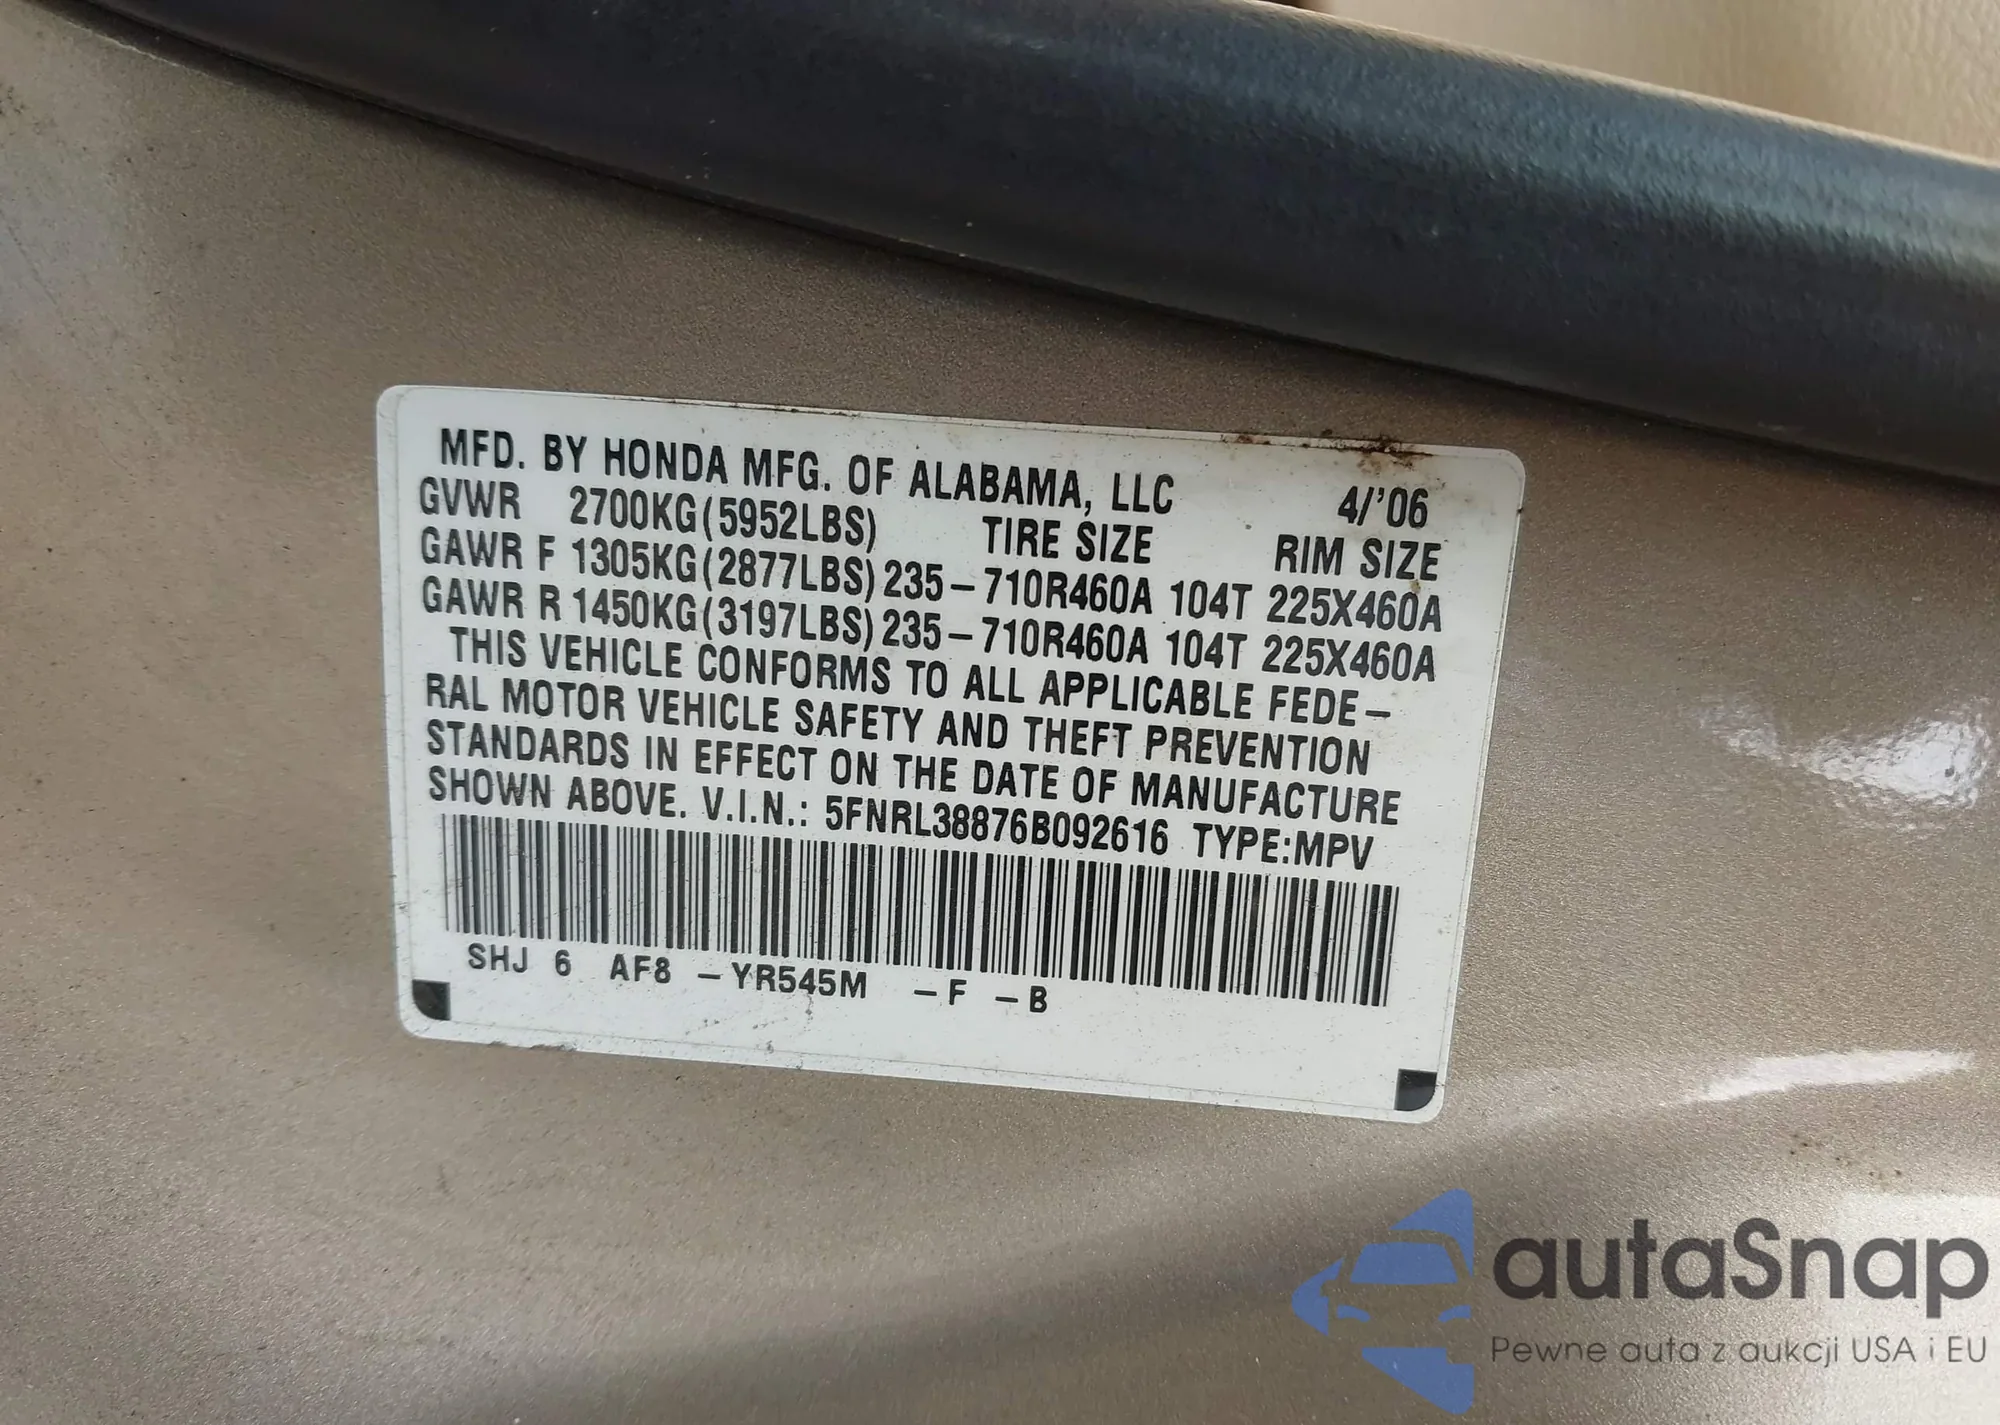 MFD. BY HONDA MFG. OF ALABAMA, LLC 4/'06
GVWR 2700KG(5952LBS) TIRE SIZE RIM SIZE
GAWR F 1305KG(2877LBS) 235-710R460A 104T 225X460A
GAWR R 1450KG(3197LBS) 235-710R460A 104T 225X460A
THIS VEHICLE CONFORMS TO ALL APPLICABLE FEDE-
RAL MOTOR VEHICLE SAFETY AND THEFT PREVENTION
STANDARDS IN EFFECT ON THE DATE OF MANUFACTURE
SHOWN ABOVE. V.I.N.: 5FNRL38876B092616 TYPE:MPV
SHJ 6 AF8 -YR545M -F -B
autaSnap
Pewne auta z aukcji USA i EU